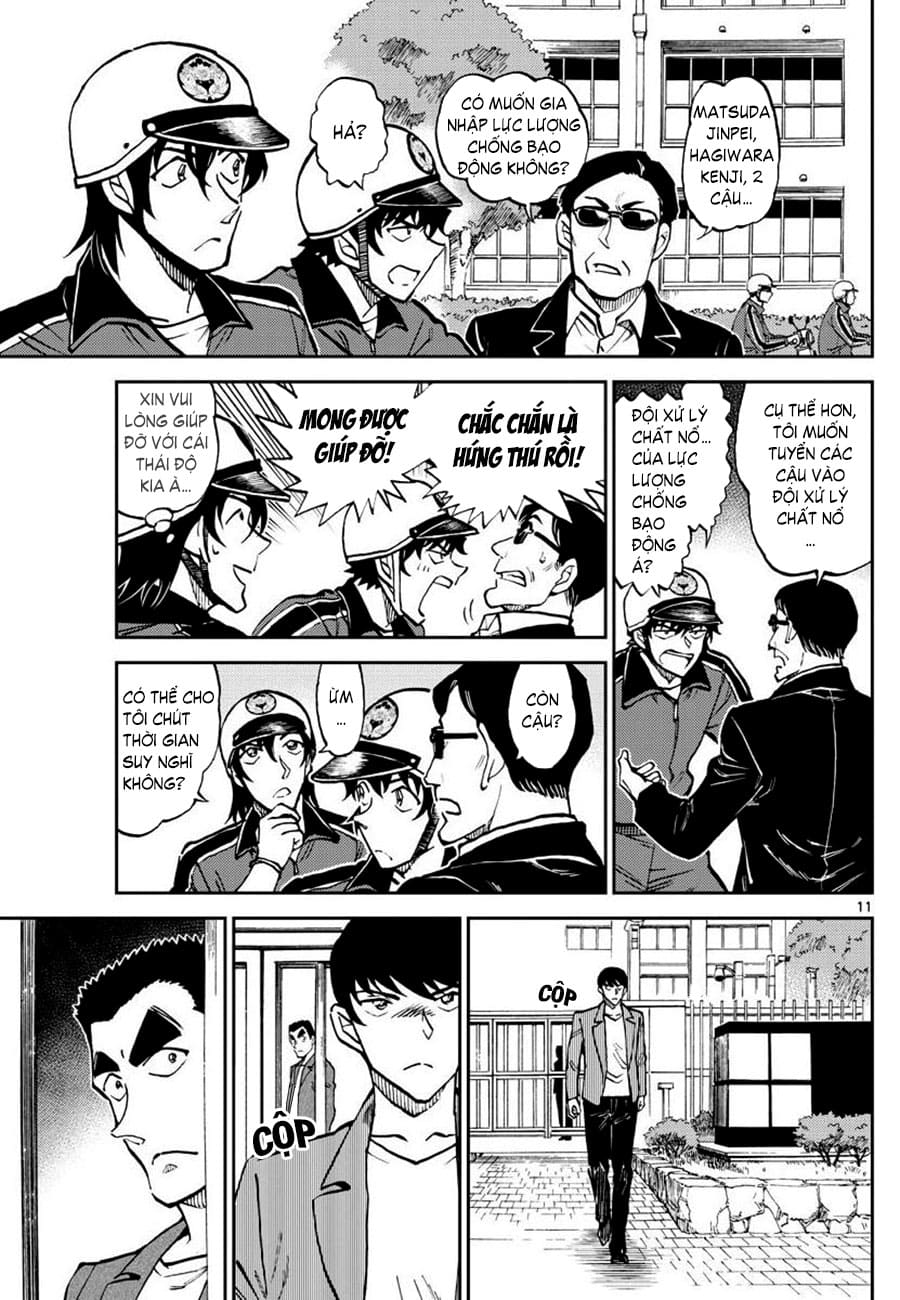 MATSUDA
JINPEI,
HAGIWARA
KENJI, 2
CẬU...
CÓ MUỐN GIA
NHẬP LỰC LƯỢNG
CHỐNG BẠO
ĐỘNG KHÔNG?
HẢ?
CỤ THỂ HƠN,
TÔI MUỐN
TUYỂN CÁC
CẬU VÀO
ĐỘI XỬ LÝ
CHẤT NỔ
...
ĐỘI XỬ LÝ
CHẤT NỔ...
CỦA LỰC
LƯỢNG
CHỐNG
BẠO
ĐỘNG
Á?
CHẮC CHẮN LÀ
HỨNG THÚ RỒI!
MONG ĐƯỢC
GIÚP ĐỠ!
XIN VUI
LÒNG GIÚP
ĐỠ VỚI CÁI
THÁI ĐỘ
KIA À...
CÒN
CẬU?
ỪM
...
CÓ THỂ CHO
TÔI CHÚT
THỜI GIAN
SUY NGHĨ
KHÔNG?
11
CỘP
CỘP